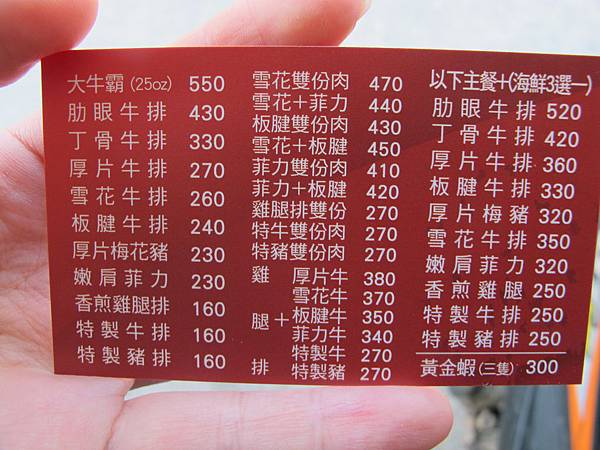 大牛霸(25oz) 550
肋眼牛排 430
丁骨牛排 330
厚片牛排 270
雪花牛排 260
板腱牛排 240
厚片梅花豬 230
嫩肩菲力 230
香煎雞腿排 160
特製牛排 160
特製豬排 160
雪花雙份肉 470
雪花+菲力 440
板腱雙份肉 430
雪花+板腱 450
菲力雙份肉 410
菲力+板腱 420
雞腿排雙份 270
特牛雙份肉 270
特豬雙份肉 270
雞腿排+
厚片牛 380
雪花牛 370
板腱牛 350
菲力牛 340
特製牛 270
特製豬 270
以下主餐+(海鮮3選一)
肋眼牛排 520
丁骨牛排 420
厚片牛排 360
板腱牛排 330
厚片梅豬 320
雪花牛排 350
嫩肩菲力 320
香煎雞腿 250
特製牛排 250
特製豬排 250
黃金蝦(三隻) 300